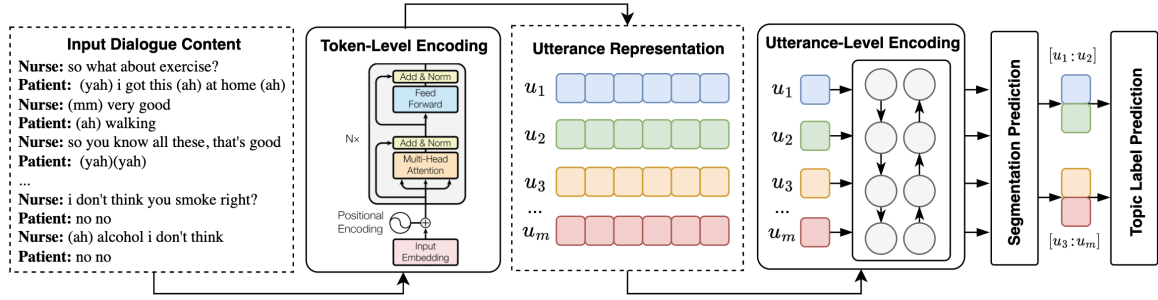 Input Dialogue Content
Nurse: so what about exercise?
Patient: (yah) i got this (ah) at home (ah)
Nurse: (mm) very good
Patient: (ah) walking
Nurse: so you know all these, that's good
Patient: (yah)(yah)
...
Nurse: i don't think you smoke right?
Patient: no no
Nurse: (ah) alcohol i don't think
Patient: no no
Token-Level Encoding
Add & Norm
Feed
Forward
N×
Add & Norm
Multi-Head
Attention
Positional
Encoding
Input
Embedding
Utterance Representation
u1
u2
u3
...
um
Utterance-Level Encoding
u1
u2
u3
...
um
Segmentation Prediction
[u1 : u2]
[u3 : um]
Topic Label Prediction